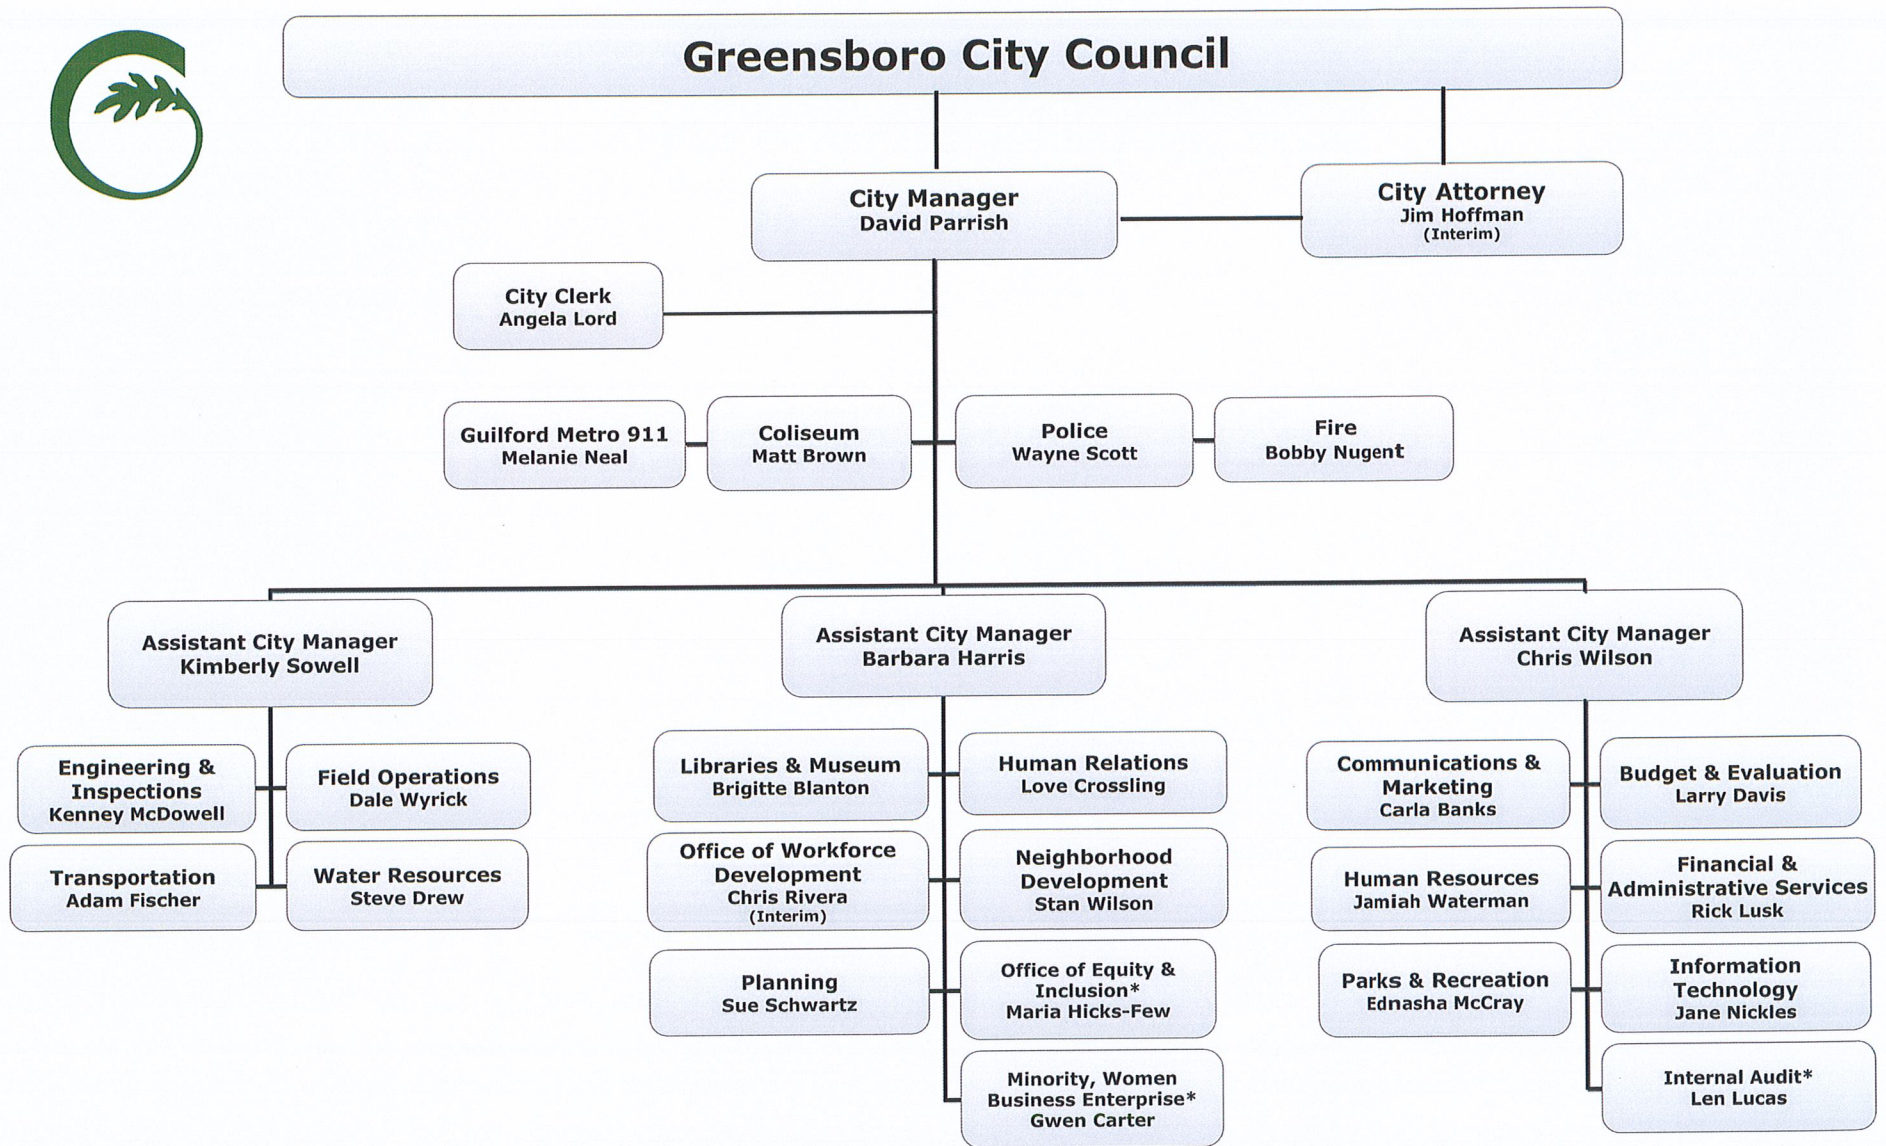 Greensboro City Council
City Manager
David Parrish
City Attorney
Jim Hoffman
(Interim)
City Clerk
Angela Lord
Guilford Metro 911
Melanie Neal
Coliseum
Matt Brown
Police
Wayne Scott
Fire
Bobby Nugent
Assistant City Manager
Kimberly Sowell
Assistant City Manager
Barbara Harris
Assistant City Manager
Chris Wilson
Engineering &
Inspections
Kenney McDowell
Field Operations
Dale Wyrick
Transportation
Adam Fischer
Water Resources
Steve Drew
Libraries & Museum
Brigitte Blanton
Human Relations
Love Crossling
Office of Workforce
Development
Chris Rivera
(Interim)
Neighborhood
Development
Stan Wilson
Planning
Sue Schwartz
Office of Equity &
Inclusion*
Maria Hicks-Few
Minority, Women
Business Enterprise*
Gwen Carter
Communications &
Marketing
Carla Banks
Budget & Evaluation
Larry Davis
Human Resources
Jamiah Waterman
Financial &
Administrative Services
Rick Lusk
Parks & Recreation
Ednasha McCray
Information
Technology
Jane Nickles
Internal Audit*
Len Lucas